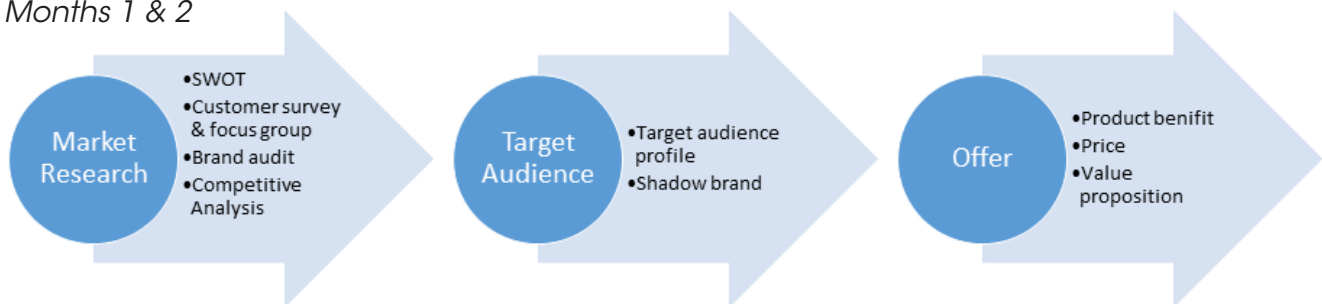 Months 1 & 2
Market
Research
•SWOT
•Customer survey
& focus group
•Brand audit
•Competitive
Analysis
Target
Audience
•Target audience
profile
•Shadow brand
Offer
•Product benifit
•Price
•Value
proposition